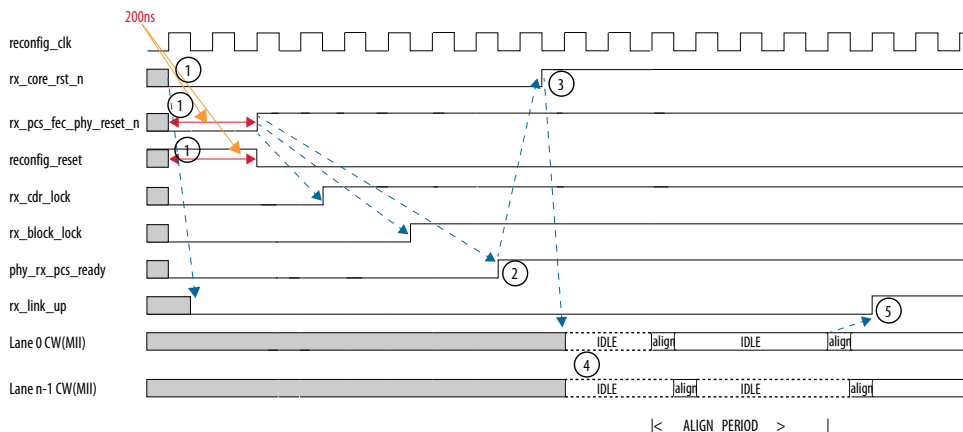 200ns
reconfig_clk
rx_core_rst_n
1
3
rx_pcs_fec_phy_reset_n
1
reconfig_reset
1
rx_cdr_lock
rx_block_lock
phy_rx_pcs_ready
2
rx_link_up
5
Lane 0 CW(MII)
IDLE
align
IDLE
align
4
Lane n-1 CW(MII)
IDLE
align
IDLE
align
|< ALIGN PERIOD > |